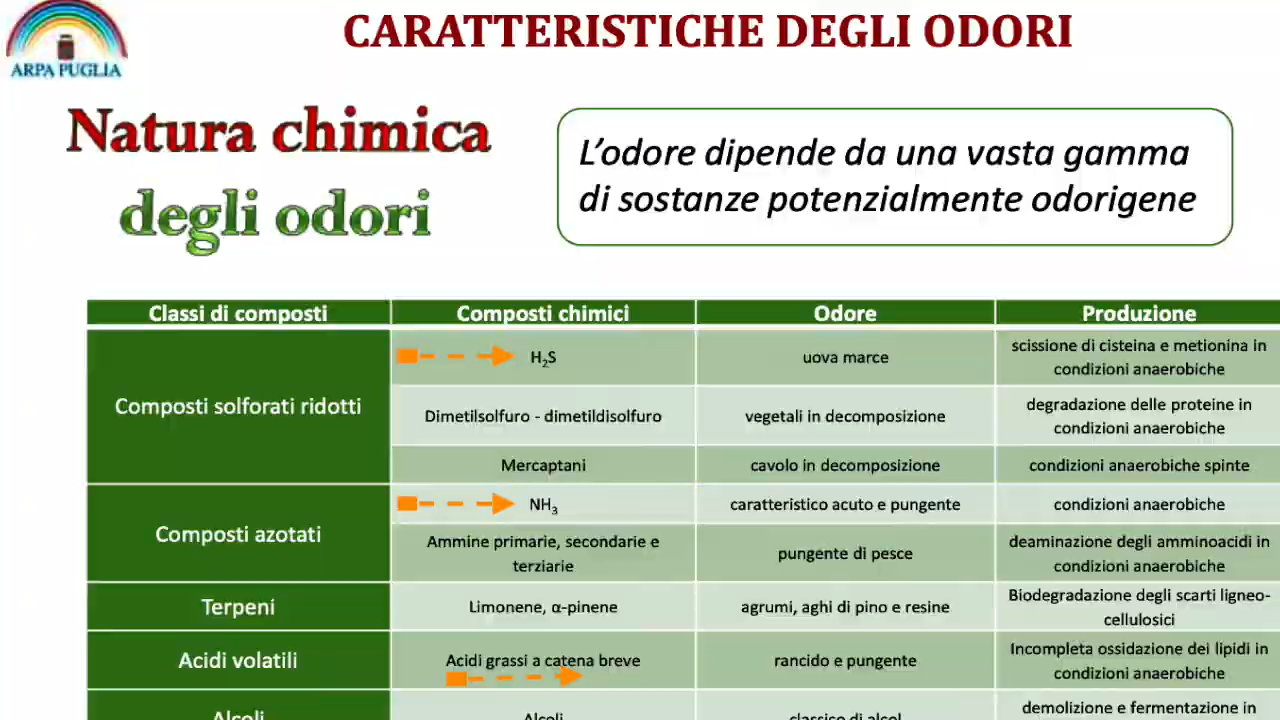 ARPA PUGLIA
CARATTERISTICHE DEGLI ODORI
Natura chimica
degli odori
L’odore dipende da una vasta gamma
di sostanze potenzialmente odorigene
Classi di composti Composti chimici Odore Produzione
Composti solforati ridotti
H₂S
uova marce
scissione di cisteina e metionina in
condizioni anaerobiche
Dimetilsolfuro - dimetildisolfuro
vegetali in decomposizione
degradazione delle proteine in
condizioni anaerobiche
Mercaptani
cavolo in decomposizione
condizioni anaerobiche spinte
Composti azotati
NH₃
caratteristico acuto e pungente
condizioni anaerobiche
Ammine primarie, secondarie e
terziarie
pungente di pesce
deaminazione degli amminoacidi in
condizioni anaerobiche
Terpeni
Limonene, α-pinene
agrumi, aghi di pino e resine
Biodegradazione degli scarti ligneo-
cellulosici
Acidi volatili
Acidi grassi a catena breve
rancido e pungente
Incompleta ossidazione dei lipidi in
condizioni anaerobiche
Alcoli
Alcoli
classico di alcol
demolizione e fermentazione in